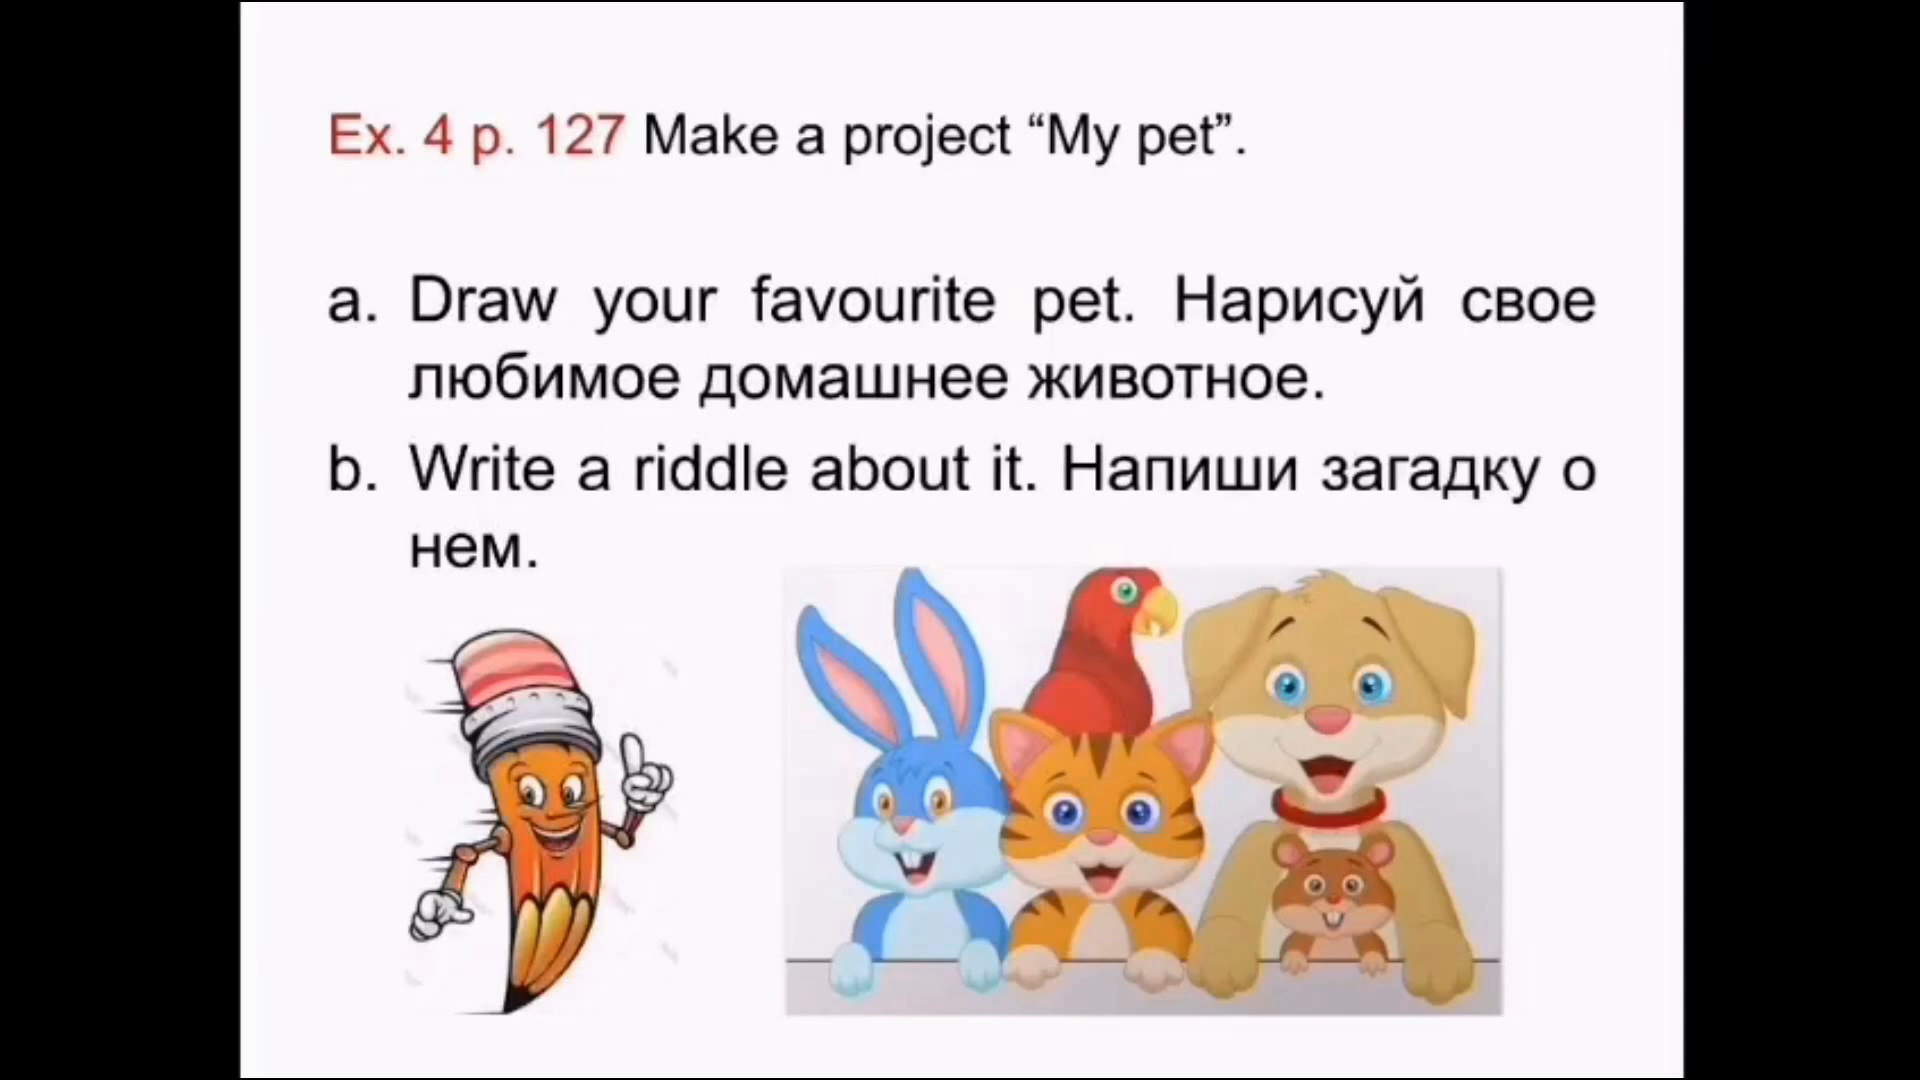 Ex. 4 p. 127 Make a project “My pet”.
a. Draw your favourite pet. Нарисуй свое
любимое домашнее животное.
b. Write a riddle about it. Напиши загадку о
нем.